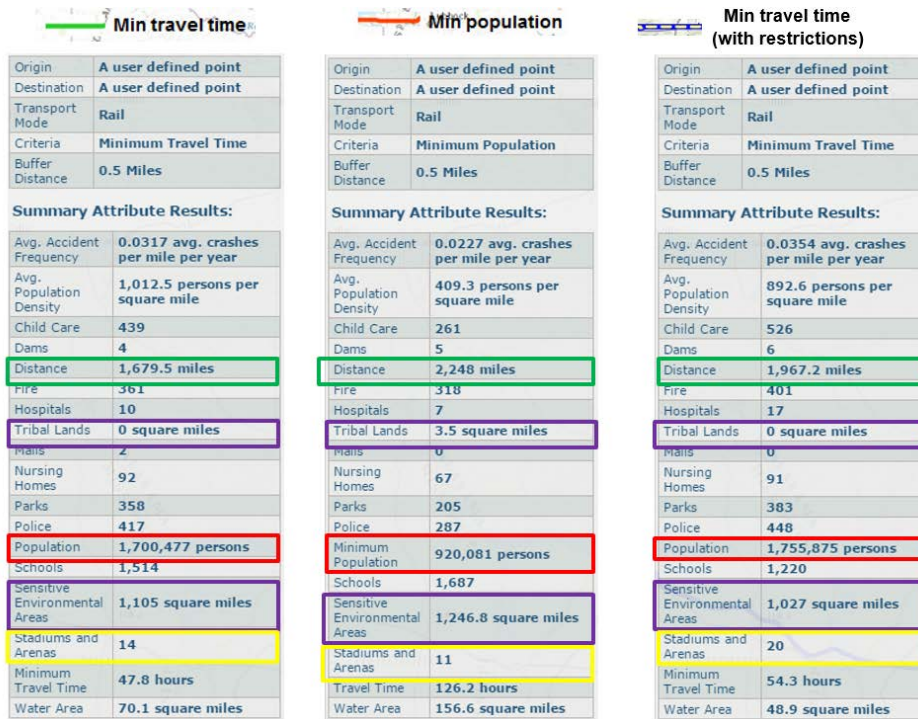 Min travel time
Origin A user defined point
Destination A user defined point
Transport
Mode Rail
Criteria Minimum Travel Time
Buffer
Distance 0.5 Miles
Summary Attribute Results:
Avg. Accident
Frequency 0.0317 avg. crashes
per mile per year
Avg.
Population
Density 1,012.5 persons per
square mile
Child Care 439
Dams 4
Distance 1,679.5 miles
Fire 361
Hospitals 10
Tribal Lands 0 square miles
Malls 2
Nursing
Homes 92
Parks 358
Police 417
Population 1,700,477 persons
Schools 1,514
Sensitive
Environmental
Areas 1,105 square miles
Stadiums and
Arenas 14
Minimum
Travel Time 47.8 hours
Water Area 70.1 square miles
Min population
Origin A user defined point
Destination A user defined point
Transport
Mode Rail
Criteria Minimum Population
Buffer
Distance 0.5 Miles
Summary Attribute Results:
Avg. Accident
Frequency 0.0227 avg. crashes
per mile per year
Avg.
Population
Density 409.3 persons per
square mile
Child Care 261
Dams 5
Distance 2,248 miles
Fire 318
Hospitals 7
Tribal Lands 3.5 square miles
Malls 0
Nursing
Homes 67
Parks 205
Police 287
Minimum
Population 920,081 persons
Schools 1,687
Sensitive
Environmental
Areas 1,246.8 square miles
Stadiums and
Arenas 11
Travel Time 126.2 hours
Water Area 156.6 square miles
Min travel time
(with restrictions)
Origin A user defined point
Destination A user defined point
Transport
Mode Rail
Criteria Minimum Travel Time
Buffer
Distance 0.5 Miles
Summary Attribute Results:
Avg. Accident
Frequency 0.0354 avg. crashes
per mile per year
Avg.
Population
Density 892.6 persons per
square mile
Child Care 526
Dams 6
Distance 1,967.2 miles
Fire 401
Hospitals 17
Tribal Lands 0 square miles
Malls 0
Nursing
Homes 91
Parks 383
Police 448
Population 1,755,875 persons
Schools 1,220
Sensitive
Environmental
Areas 1,027 square miles
Stadiums and
Arenas 20
Minimum
Travel Time 54.3 hours
Water Area 48.9 square miles